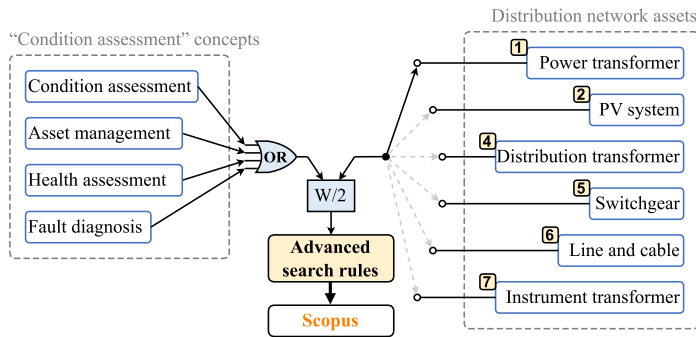 “Condition assessment” concepts
Condition assessment
Asset management
Health assessment
Fault diagnosis
OR
W/2
Advanced
search rules
Scopus
Distribution network assets
1
Power transformer
2
PV system
4
Distribution transformer
5
Switchgear
6
Line and cable
7
Instrument transformer